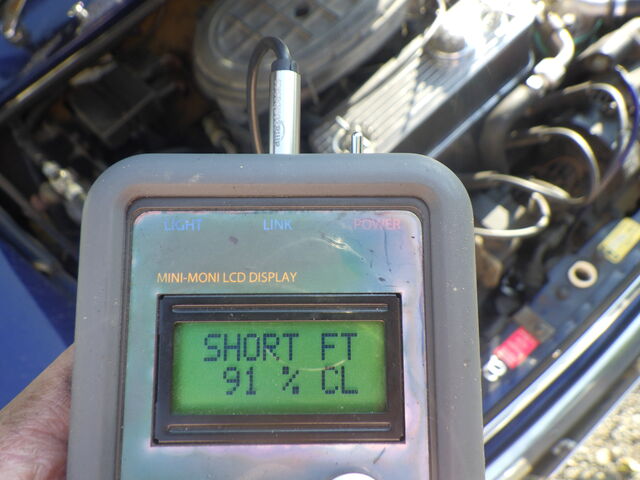 LIGHT LINK POWER
MINI-MONI LCD DISPLAY
SHORT FT
91 % CL